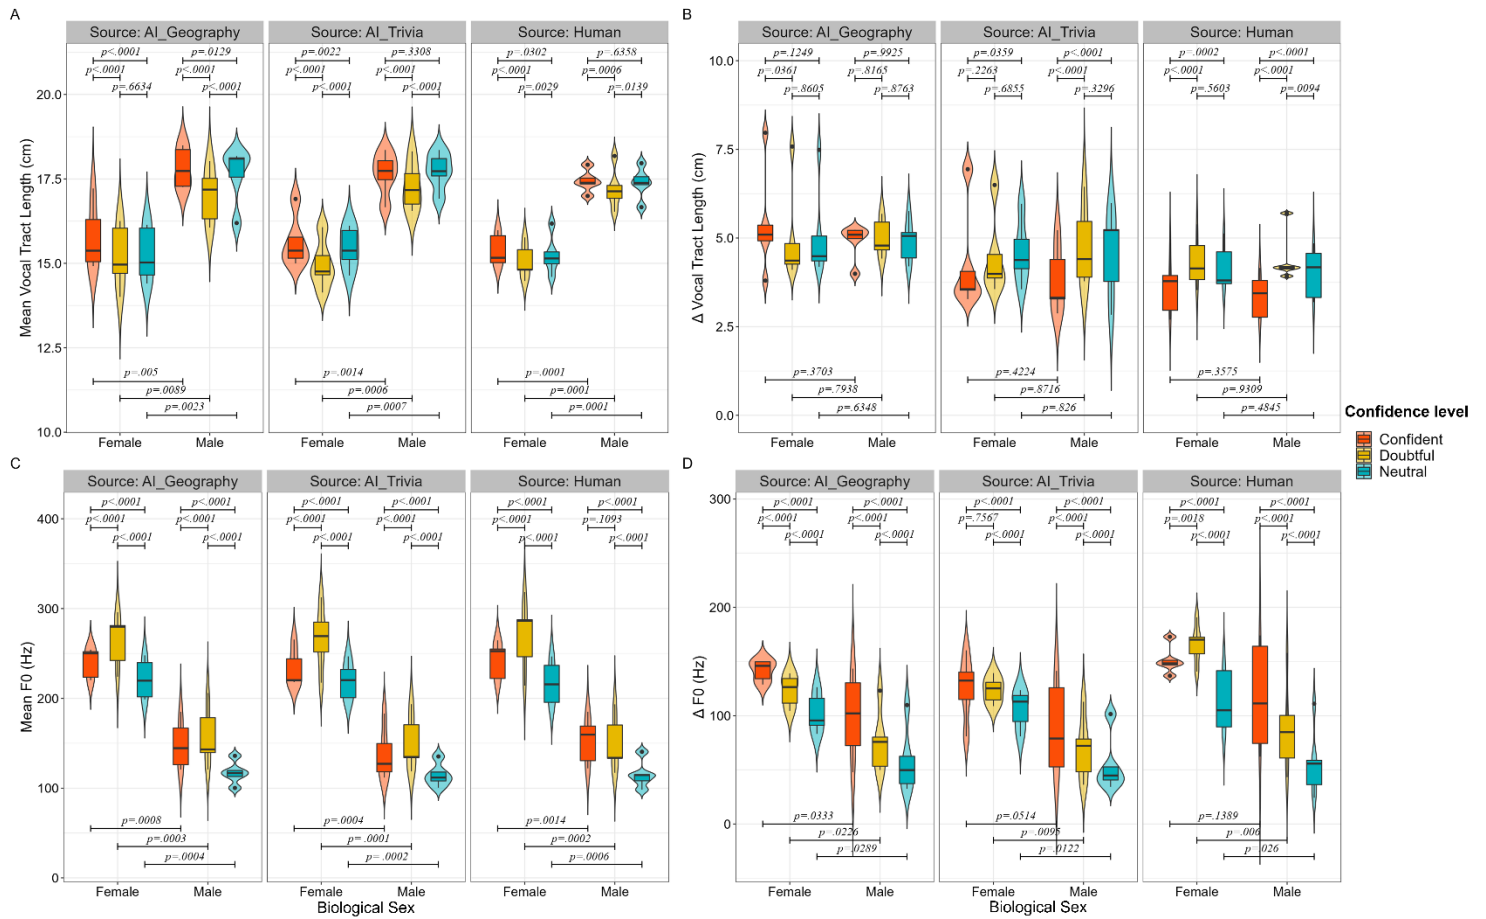 A
Source: AI_Geography
Source: AI_Trivia
Source: Human
p<.0001
p=.0129
p=.0022
p=.3308
p=.0302
p=.6358
p<.0001
p<.0001
p<.0001
p<.0001
p<.0001
p=.0006
p=.6634
p<.0001
p<.0001
p<.0001
p=.0029
p=.0139
20.0
17.5
15.0
12.5
10.0
Mean Vocal Tract Length (cm)
p=.005
p=.0014
p=.0001
p=.0089
p=.0006
p=.0001
p=.0023
p=.0007
p=.0001
Female
Male
Female
Male
Female
Male
B
Source: AI_Geography
Source: AI_Trivia
Source: Human
p=.1249
p=.9925
p=.0359
p<.0001
p=.0002
p<.0001
p=.0361
p=.8165
p=.2263
p<.0001
p<.0001
p<.0001
p=.8605
p=.8763
p=.6855
p=.3296
p=.5603
p=.0094
10.0
7.5
5.0
2.5
0.0
Δ Vocal Tract Length (cm)
p=.3703
p=.4224
p=.3575
p=.7938
p=.8716
p=.9309
p=.6348
p=.826
p=.4845
Female
Male
Female
Male
Female
Male
Confidence level
Confident
Doubtful
Neutral
C
Source: AI_Geography
Source: AI_Trivia
Source: Human
p<.0001
p<.0001
p<.0001
p<.0001
p<.0001
p<.0001
p<.0001
p<.0001
p<.0001
p<.0001
p<.0001
p=.1093
p<.0001
p<.0001
p<.0001
p<.0001
p<.0001
p<.0001
400
300
200
100
0
Mean F0 (Hz)
p=.0008
p=.0004
p=.0014
p=.0003
p=.0001
p=.0002
p=.0004
p=.0002
p=.0006
Female
Male
Female
Male
Female
Male
Biological Sex
D
Source: AI_Geography
Source: AI_Trivia
Source: Human
p<.0001
p<.0001
p<.0001
p<.0001
p<.0001
p<.0001
p<.0001
p<.0001
p=.7567
p<.0001
p=.0018
p<.0001
p<.0001
p<.0001
p<.0001
p<.0001
p<.0001
p<.0001
300
200
100
0
Δ F0 (Hz)
p=.0333
p=.0514
p=.1389
p=.0226
p=.0095
p=.006
p=.0289
p=.0122
p=.026
Female
Male
Female
Male
Female
Male
Biological Sex